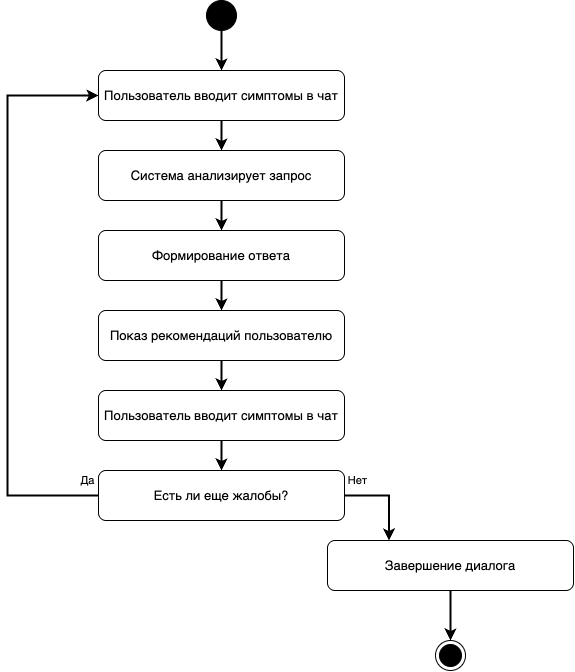 Пользователь вводит симптомы в чат
Система анализирует запрос
Формирование ответа
Показ рекомендаций пользователю
Пользователь вводит симптомы в чат
Да
Есть ли еще жалобы?
Нет
Завершение диалога